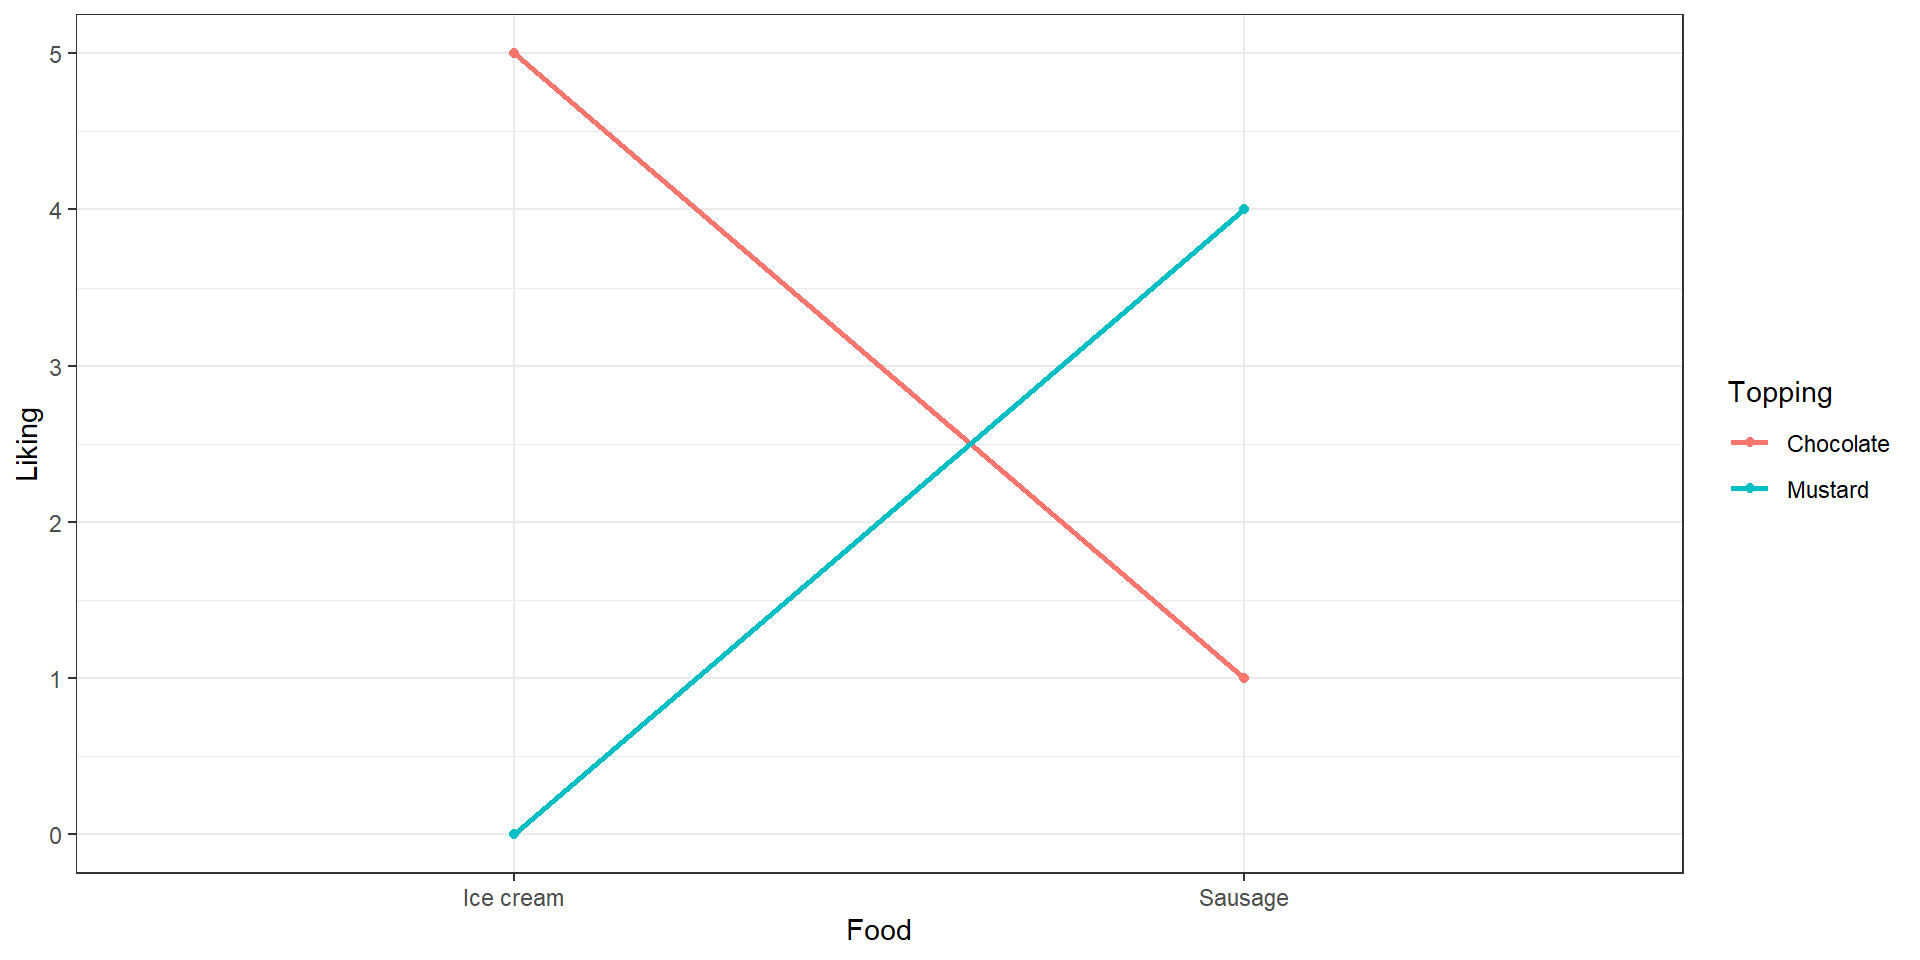 5
4
3
2
1
0
Liking
Ice cream
Sausage
Food
Topping
Chocolate
Mustard